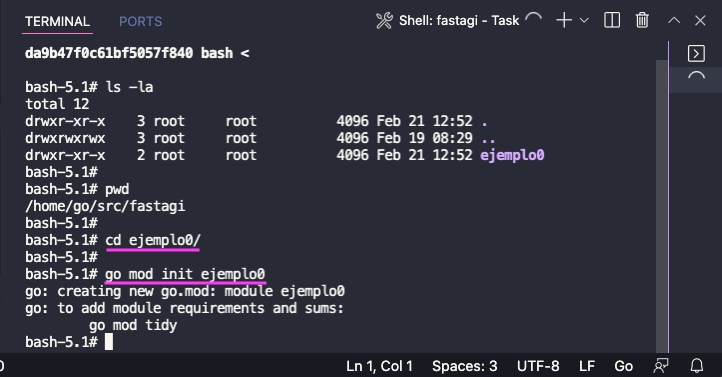 TERMINAL PORTS Shell: fastagi - Task
da9b47f0c61bf5057f840 bash <
bash-5.1# ls -la
total 12
drwxr-xr-x    3 root     root          4096 Feb 21 12:52 .
drwxrwxrwx    3 root     root          4096 Feb 19 08:29 ..
drwxr-xr-x    2 root     root          4096 Feb 21 12:52 ejemplo0
bash-5.1#
bash-5.1# pwd
/home/go/src/fastagi
bash-5.1#
bash-5.1# cd ejemplo0/
bash-5.1#
bash-5.1# go mod init ejemplo0
go: creating new go.mod: module ejemplo0
go: to add module requirements and sums:
        go mod tidy
bash-5.1#
0 Ln 1, Col 1 Spaces: 3 UTF-8 LF Go